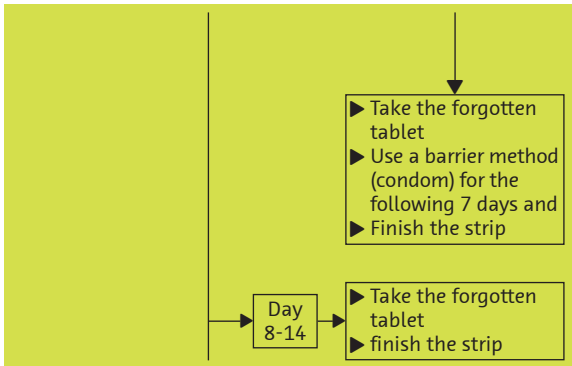 Take the forgotten
tablet
Use a barrier method
(condom) for the
following 7 days and
Finish the strip
Day
8-14
Take the forgotten
tablet
finish the strip